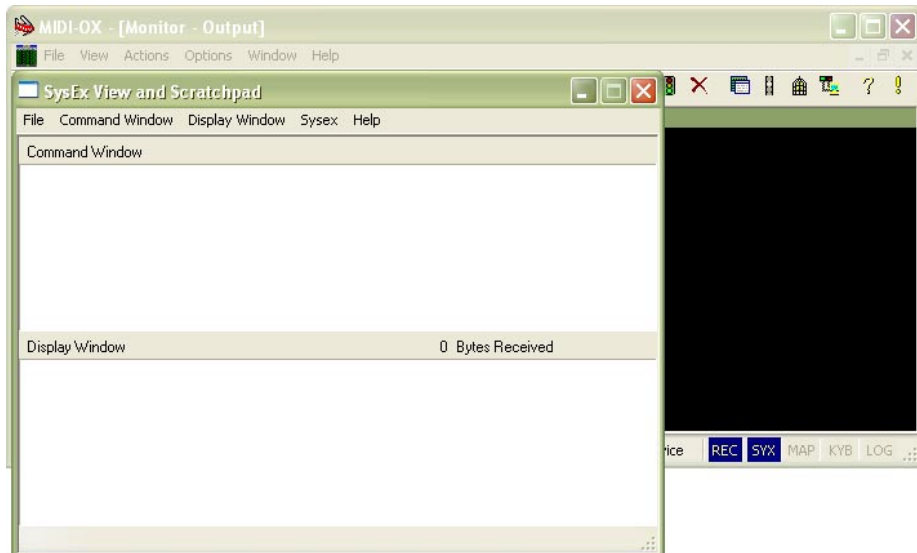 MIDI-OX - [Monitor - Output]
File View Actions Options Window Help
SysEx View and Scratchpad
File Command Window Display Window Sysex Help
Command Window
Display Window 0 Bytes Received
vice REC SYX MAP KYB LOG